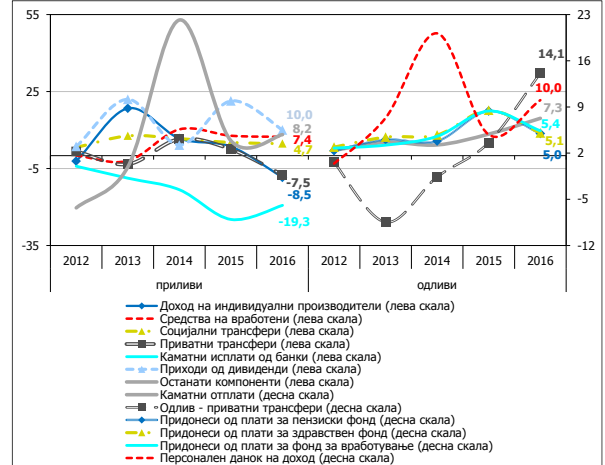 55
25
-5
-35
23
16
9
2
-5
-12
10,0
8,2
7,4
4,7
-7,5
-8,5
-19,3
14,1
10,0
7,3
5,4
5,1
5,0
2012 2013 2014 2015 2016 2012 2013 2014 2015 2016
приливи одливи
Доход на индивидуални производители (лева скала)
Средства на вработени (лева скала)
Социјални трансфери (лева скала)
Приватни трансфери (лева скала)
Каматни исплати од банки (лева скала)
Приходи од дивиденди (лева скала)
Останати компоненти (лева скала)
Каматни отплати (десна скала)
Одлив - приватни трансфери (десна скала)
Придонеси од плати за пензиски фонд (десна скала)
Придонеси од плати за здравствен фонд (десна скала)
Придонеси од плати за фонд за вработување (десна скала)
Персонален данок на доход (десна скала)